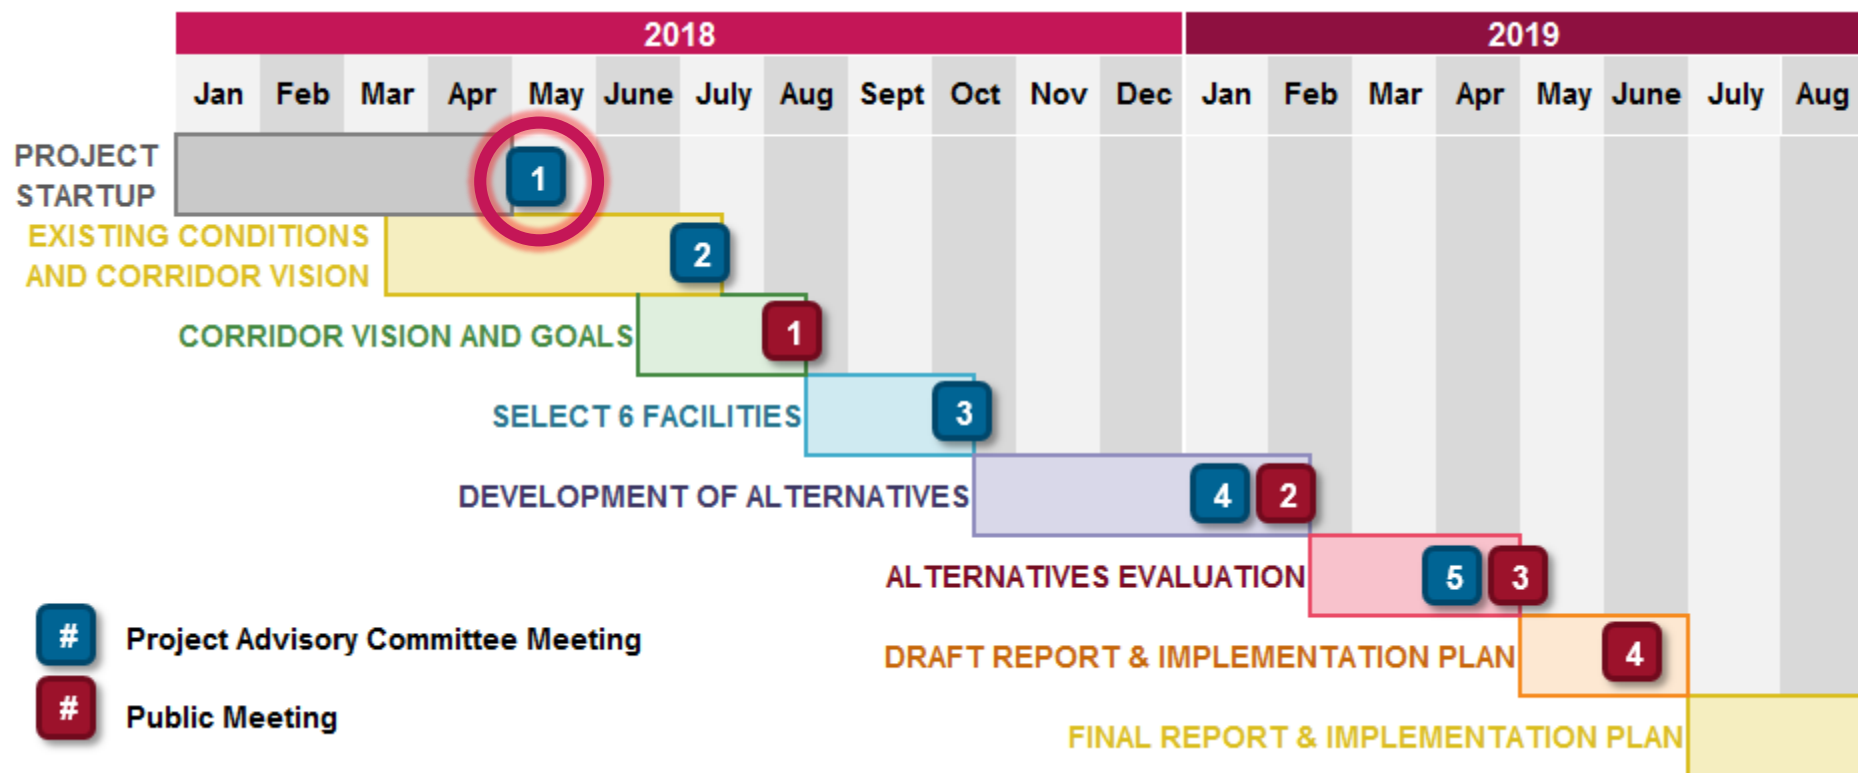 2018 2019
Jan Feb Mar Apr May June July Aug Sept Oct Nov Dec Jan Feb Mar Apr May June July Aug
PROJECT
STARTUP
1
EXISTING CONDITIONS
AND CORRIDOR VISION
2
CORRIDOR VISION AND GOALS
1
SELECT 6 FACILITIES
3
DEVELOPMENT OF ALTERNATIVES
4 2
ALTERNATIVES EVALUATION
5 3
# Project Advisory Committee Meeting
DRAFT REPORT & IMPLEMENTATION PLAN
4
# Public Meeting
FINAL REPORT & IMPLEMENTATION PLAN